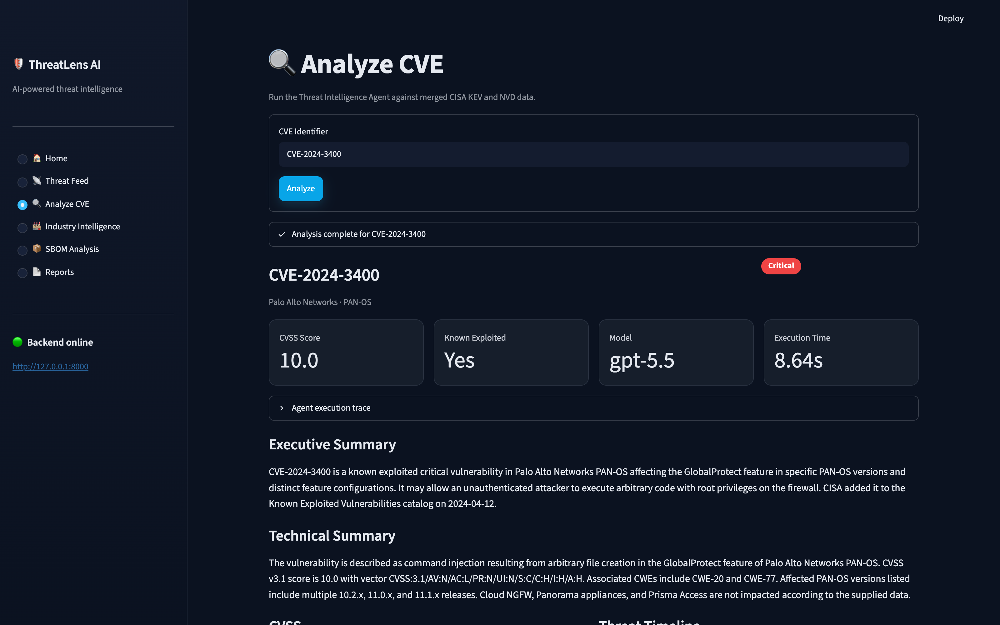 Deploy
ThreatLens AI
AI-powered threat intelligence
Home
Threat Feed
Analyze CVE
Industry Intelligence
SBOM Analysis
Reports
Backend online
http://127.0.0.1:8000
Analyze CVE
Run the Threat Intelligence Agent against merged CISA KEV and NVD data.
CVE Identifier
CVE-2024-3400
Analyze
Analysis complete for CVE-2024-3400
CVE-2024-3400
Critical
Palo Alto Networks · PAN-OS
CVSS Score
10.0
Known Exploited
Yes
Model
gpt-5.5
Execution Time
8.64s
Agent execution trace
Executive Summary
CVE-2024-3400 is a known exploited critical vulnerability in Palo Alto Networks PAN-OS affecting the GlobalProtect feature in specific PAN-OS versions and
distinct feature configurations. It may allow an unauthenticated attacker to execute arbitrary code with root privileges on the firewall. CISA added it to the
Known Exploited Vulnerabilities catalog on 2024-04-12.
Technical Summary
The vulnerability is described as command injection resulting from arbitrary file creation in the GlobalProtect feature of Palo Alto Networks PAN-OS. CVSS
v3.1 score is 10.0 with vector CVSS:3.1/AV:N/AC:L/PR:N/UI:N/S:C/C:H/I:H/A:H. Associated CWEs include CWE-20 and CWE-77. Affected PAN-OS versions listed
include multiple 10.2.x, 11.0.x, and 11.1.x releases. Cloud NGFW, Panorama appliances, and Prisma Access are not impacted according to the supplied data.
CVSS
Threat Timeline